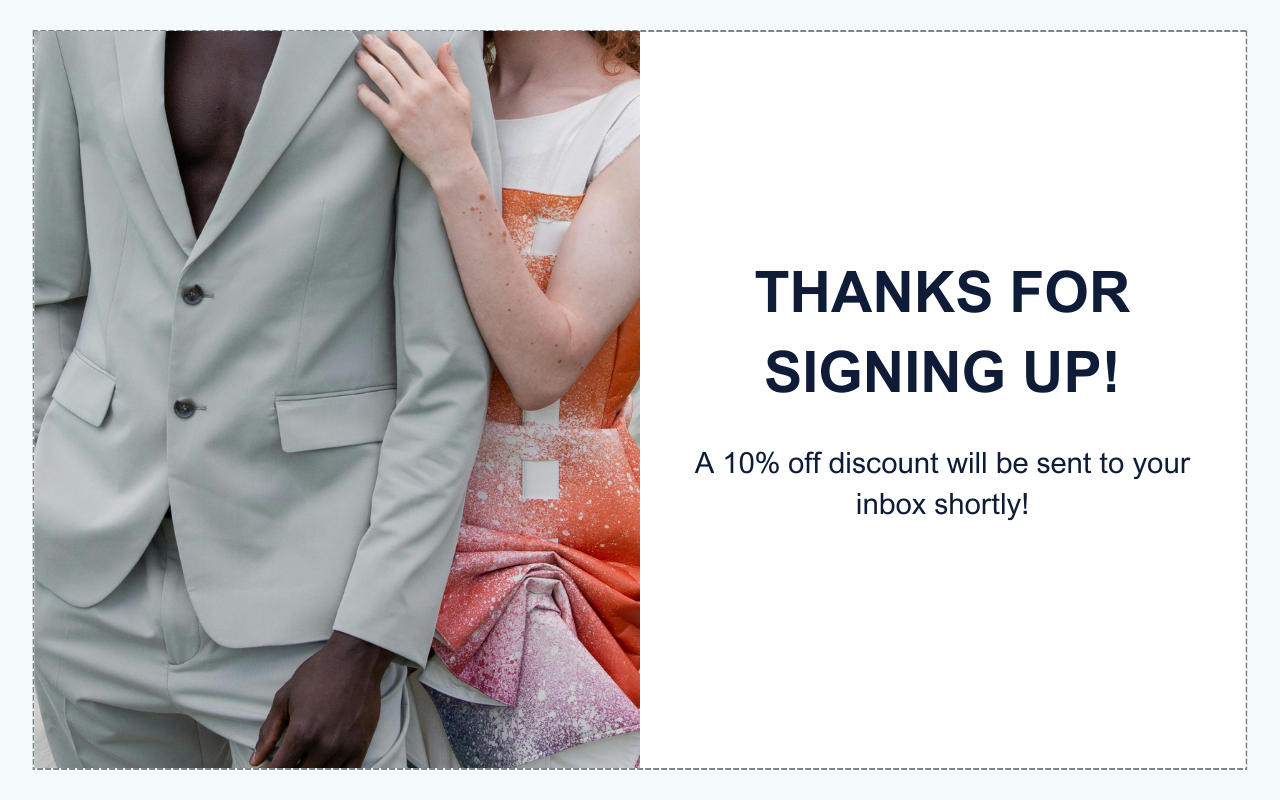 THANKS FOR
SIGNING UP!
A 10% off discount will be sent to your
inbox shortly!